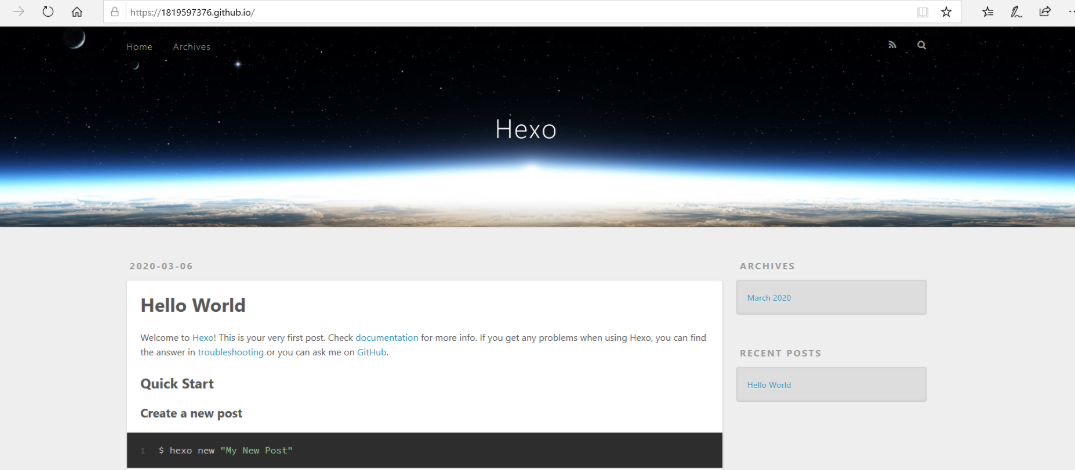 https://1819597376.github.io/
Home Archives
Hexo
2020-03-06
Hello World
Welcome to Hexo! This is your very first post. Check documentation for more info. If you get any problems when using Hexo, you can find
the answer in troubleshooting or you can ask me on GitHub.
Quick Start
Create a new post
1 $ hexo new "My New Post"
ARCHIVES
March 2020
RECENT POSTS
Hello World